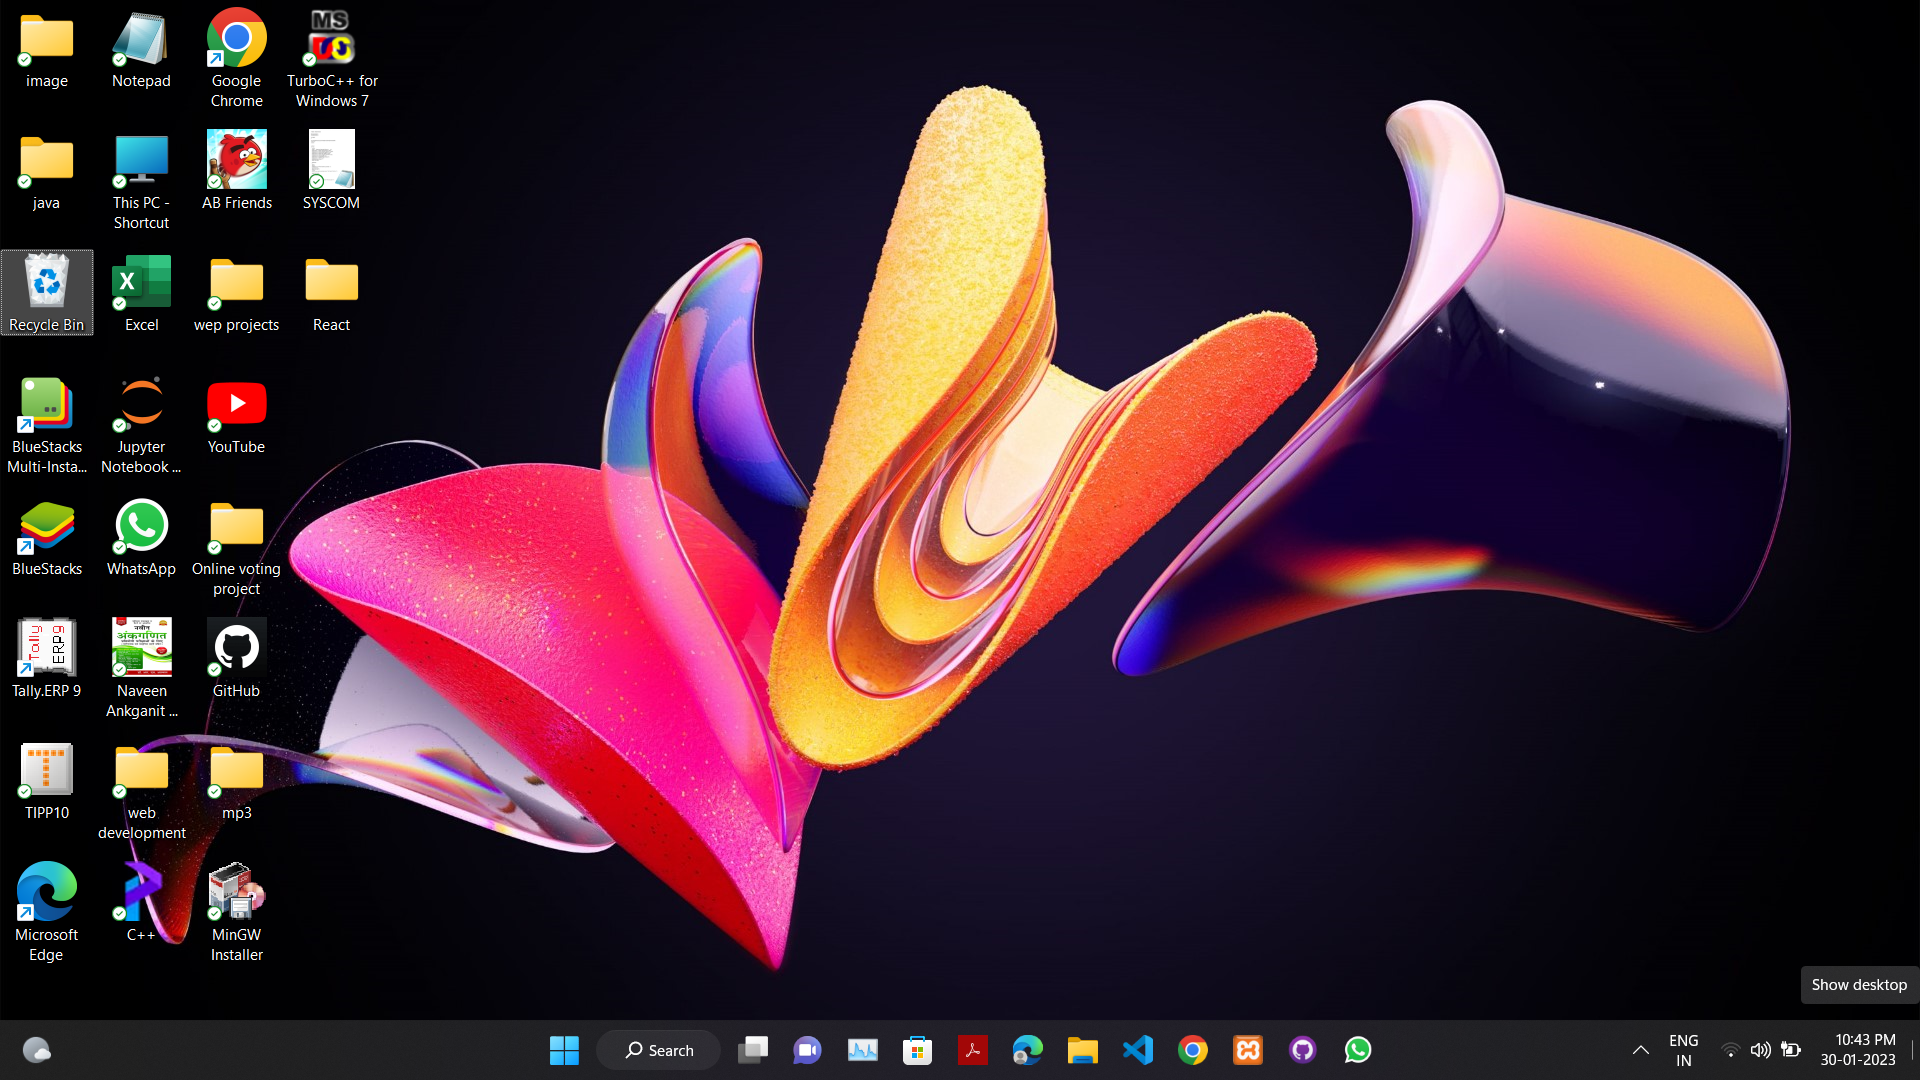 image
Notepad
Google
Chrome
MS
TurboC++ for
Windows 7
java
This PC -
Shortcut
AB Friends
SYSCOM
Recycle Bin
X
Excel
wep projects
React
BlueStacks
Multi-Insta...
Jupyter
Notebook ...
YouTube
BlueStacks
WhatsApp
Online voting
project
Tally
ERP9
Tally.ERP 9
नवीन
अंकगणित
Naveen
Ankganit ...
GitHub
TIPP10
web
development
mp3
Microsoft
Edge
C++
MinGW
Installer
Show desktop
Search
ENG
IN
10:43 PM
30-01-2023